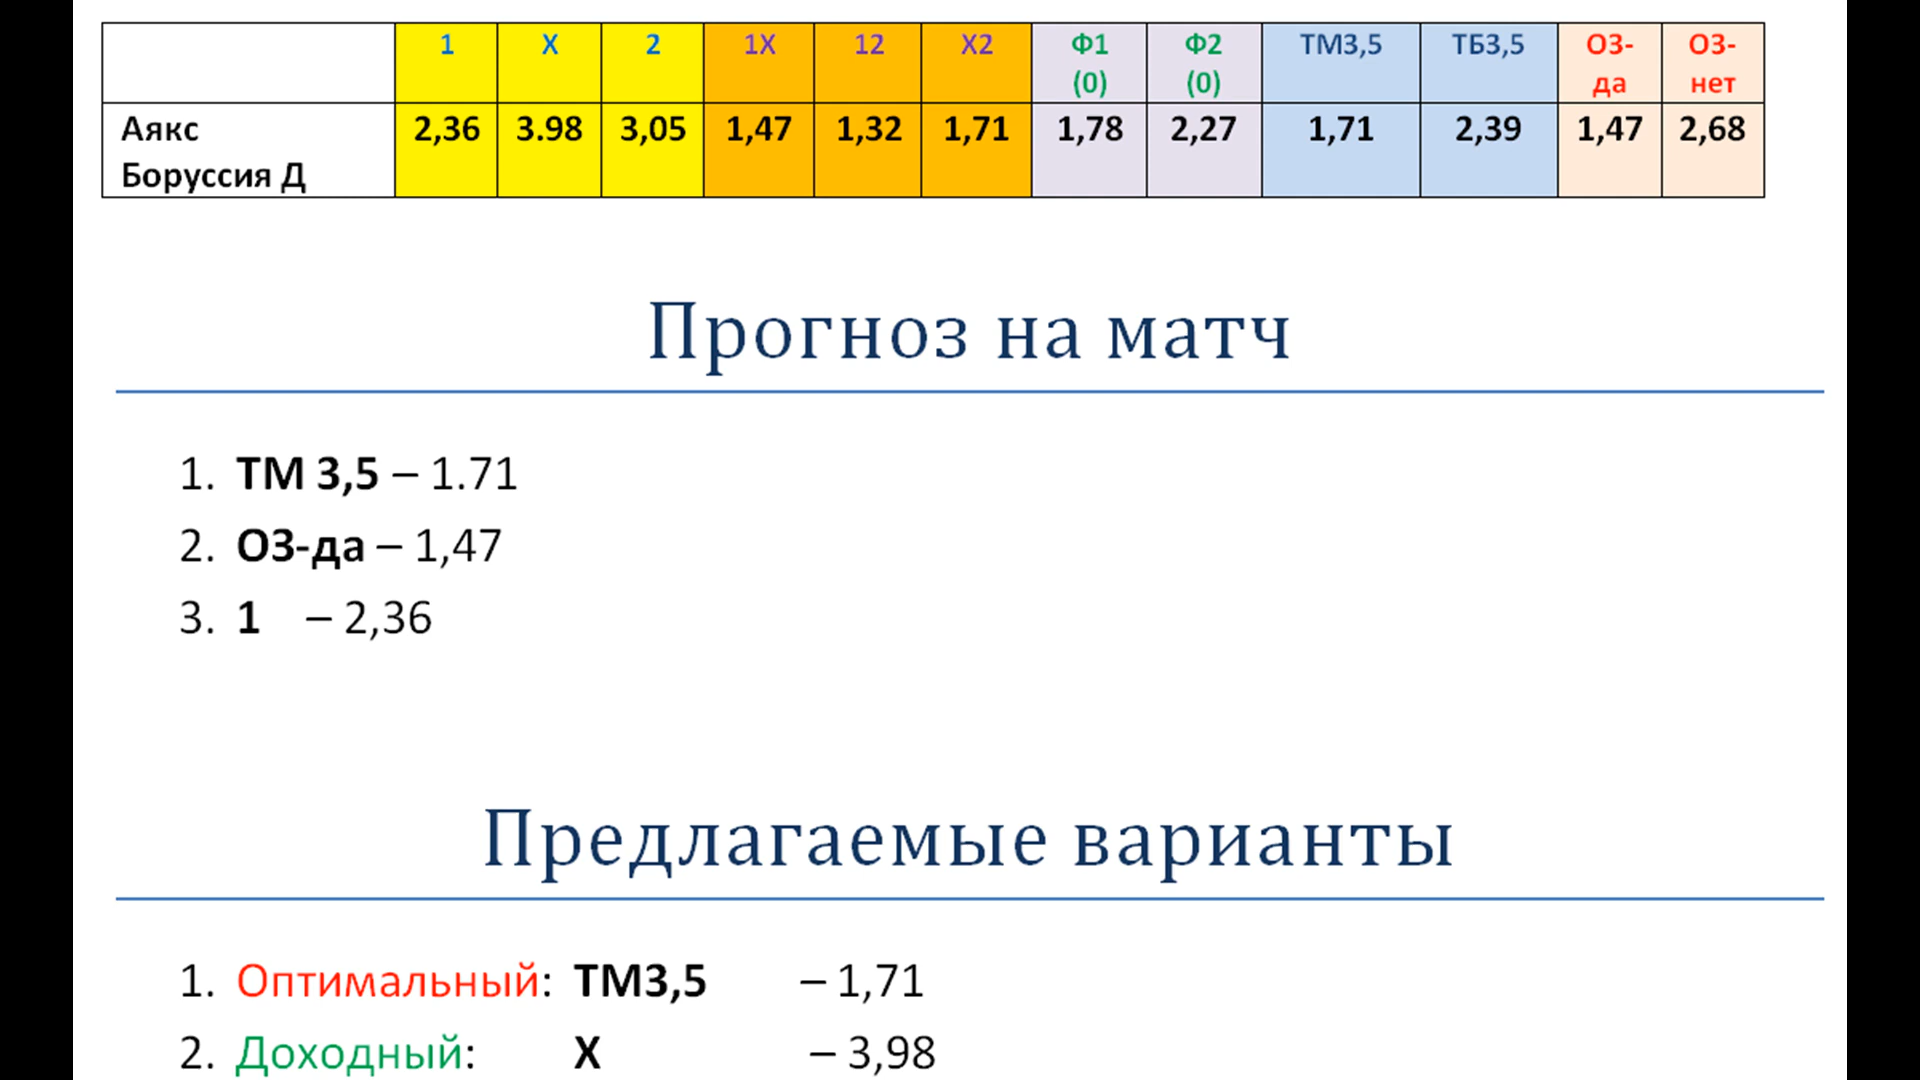 1 X 2 1X 12 X2 Ф1 (0) Ф2 (0) ТМ3,5 ТБ3,5 ОЗ-да ОЗ-нет
Аякс 2,36 3.98 3,05 1,47 1,32 1,71 1,78 2,27 1,71 2,39 1,47 2,68
Боруссия Д
Прогноз на матч
1. ТМ 3,5 – 1.71
2. ОЗ-да – 1,47
3. 1 – 2,36
Предлагаемые варианты
1. Оптимальный: ТМ3,5 – 1,71
2. Доходный: Х – 3,98